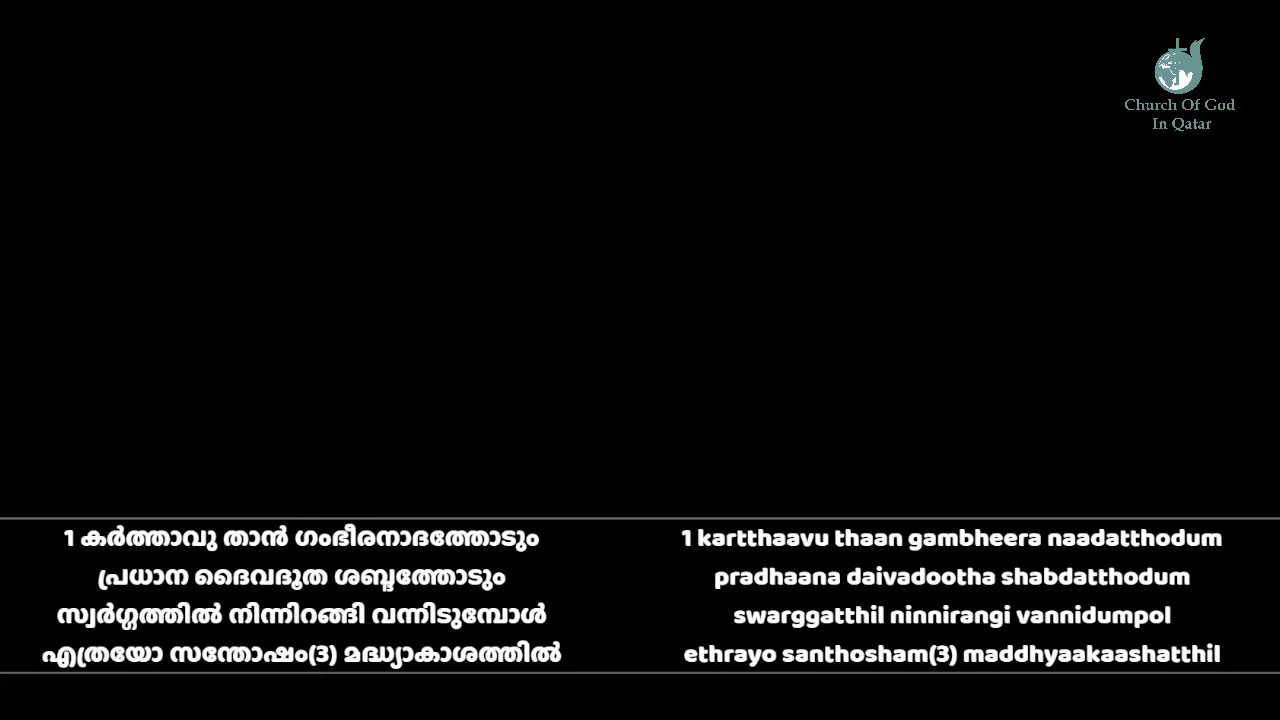 Church Of God
In Qatar
1 കർത്താവു താൻ ഗംഭീരനാദത്തോടും
പ്രധാന ദൈവദൂത ശബ്ദത്തോടും
സ്വർഗ്ഗത്തിൽ നിന്നിറങ്ങി വന്നിടുമ്പോൾ
എത്രയോ സന്തോഷം(3) മദ്ധ്യാകാശത്തിൽ
1 kartthaavu thaan gambheera naadatthodum
pradhaana daivadootha shabdatthodum
swarggatthil ninnirangi vannidumpol
ethrayo santhosham(3) maddhyaakaashatthil